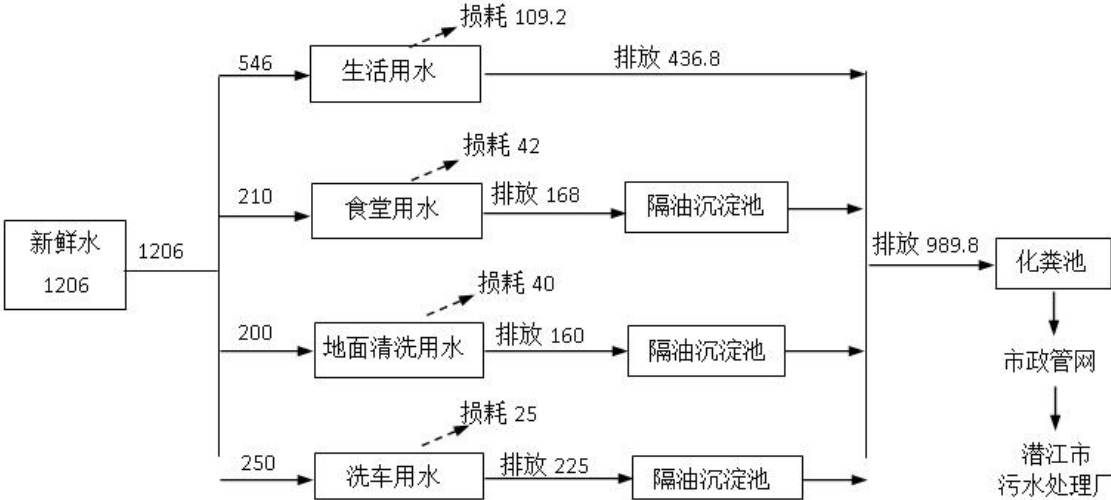 损耗 109.2
546
生活用水
排放 436.8
损耗 42
210
食堂用水
排放 168
隔油沉淀池
新鲜水
1206
1206
排放 989.8
化粪池
损耗 40
200
地面清洗用水
排放 160
隔油沉淀池
市政管网
损耗 25
250
洗车用水
排放 225
隔油沉淀池
潜江市
污水处理厂